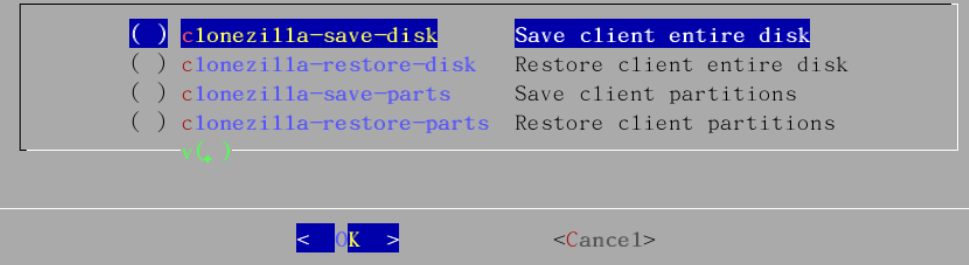 ( ) clonezilla-save-disk Save client entire disk
( ) clonezilla-restore-disk Restore client entire disk
( ) clonezilla-save-parts Save client partitions
( ) clonezilla-restore-parts Restore client partitions
v(+)
< OK > <Cancel>